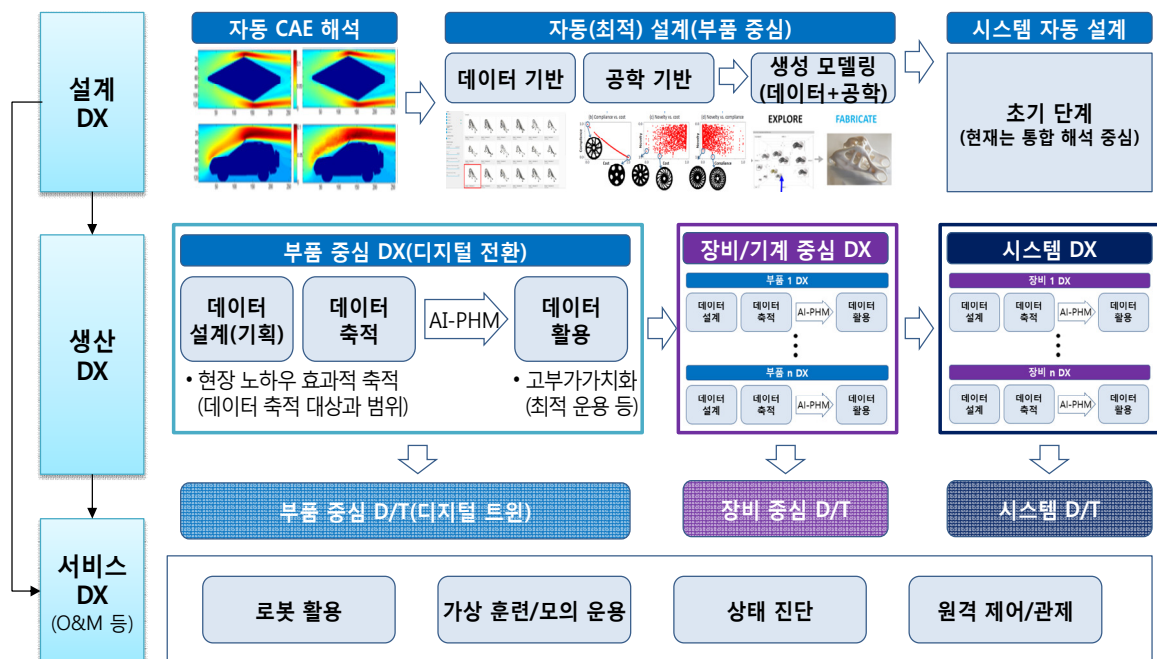 설계
DX
자동 CAE 해석
자동(최적) 설계(부품 중심)
데이터 기반
공학 기반
생성 모델링
(데이터+공학)
(b) Compliance vs. cost
(c) Novelty vs. cost
(d) Novelty vs. compliance
Cost
Cost
Compliance
EXPLORE
FABRICATE
시스템 자동 설계
초기 단계
(현재는 통합 해석 중심)
생산
DX
부품 중심 DX(디지털 전환)
데이터
설계(기획)
데이터
축적
AI-PHM
데이터
활용
• 현장 노하우 효과적 축적
(데이터 축적 대상과 범위)
• 고부가가치화
(최적 운용 등)
장비/기계 중심 DX
부품 1 DX
데이터
설계
데이터
축적
AI-PHM
데이터
활용
부품 n DX
데이터
설계
데이터
축적
AI-PHM
데이터
활용
시스템 DX
장비 1 DX
데이터
설계
데이터
축적
AI-PHM
데이터
활용
장비 n DX
데이터
설계
데이터
축적
AI-PHM
데이터
활용
부품 중심 D/T(디지털 트윈)
장비 중심 D/T
시스템 D/T
서비스
DX
(O&M 등)
로봇 활용
가상 훈련/모의 운용
상태 진단
원격 제어/관제